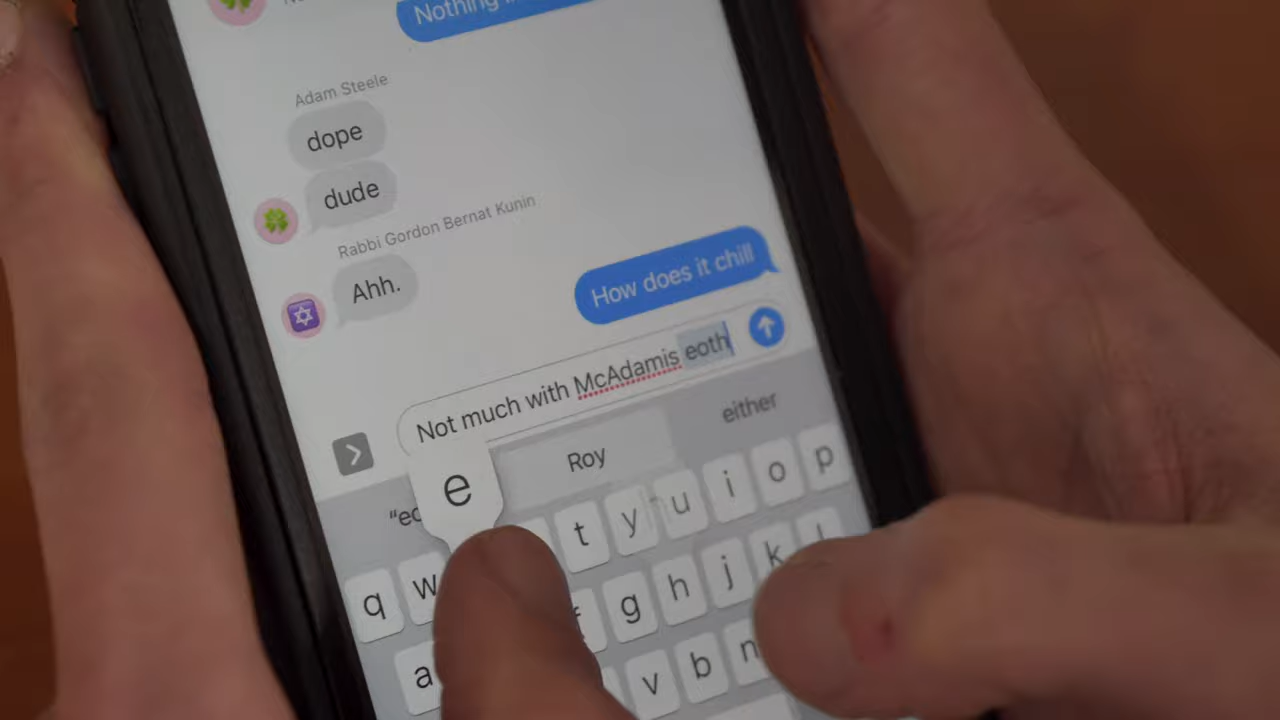 Nothing
Adam Steele
dope
dude
Rabbi Gordon Bernat Kunin
Ahh.
How does it chill
Not much with McAdamis eoth
Roy
either
e
q w t y u i o p
a f g h j k l
v b n